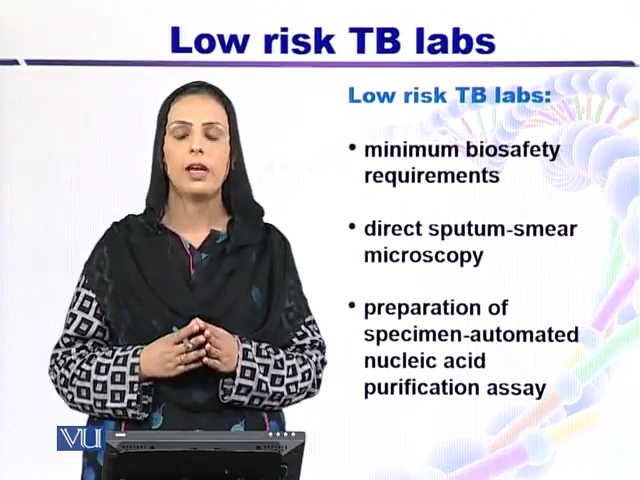 Low risk TB labs
Low risk TB labs:
• minimum biosafety
requirements
• direct sputum-smear
microscopy
• preparation of
specimen-automated
nucleic acid
purification assay
VU